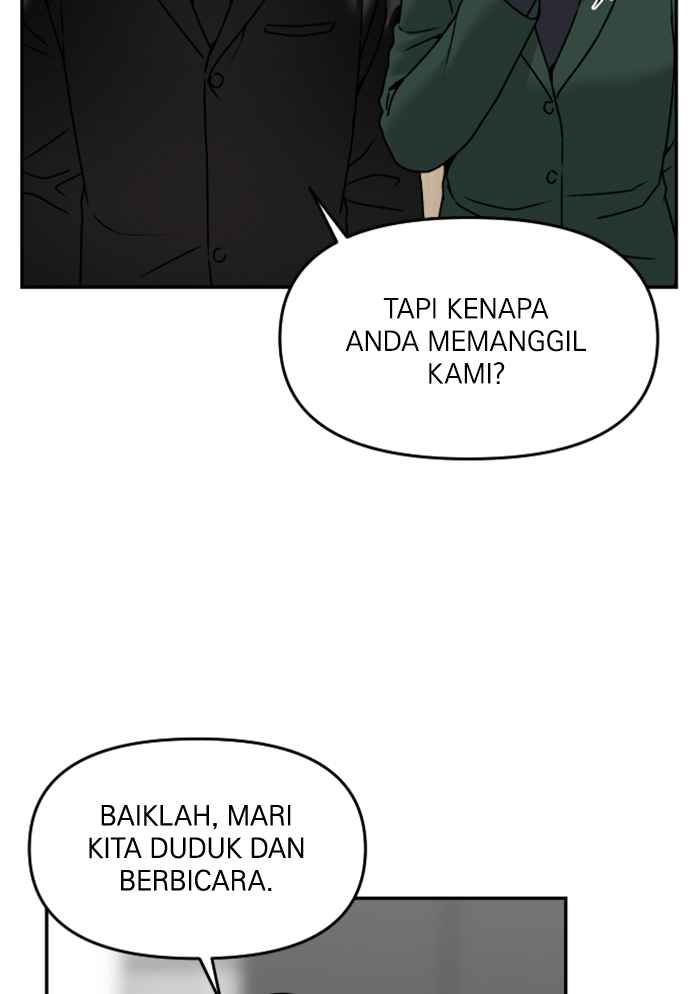 TAPI KENAPA
ANDA MEMANGGIL
KAMI?
BAIKLAH, MARI
KITA DUDUK DAN
BERBICARA.